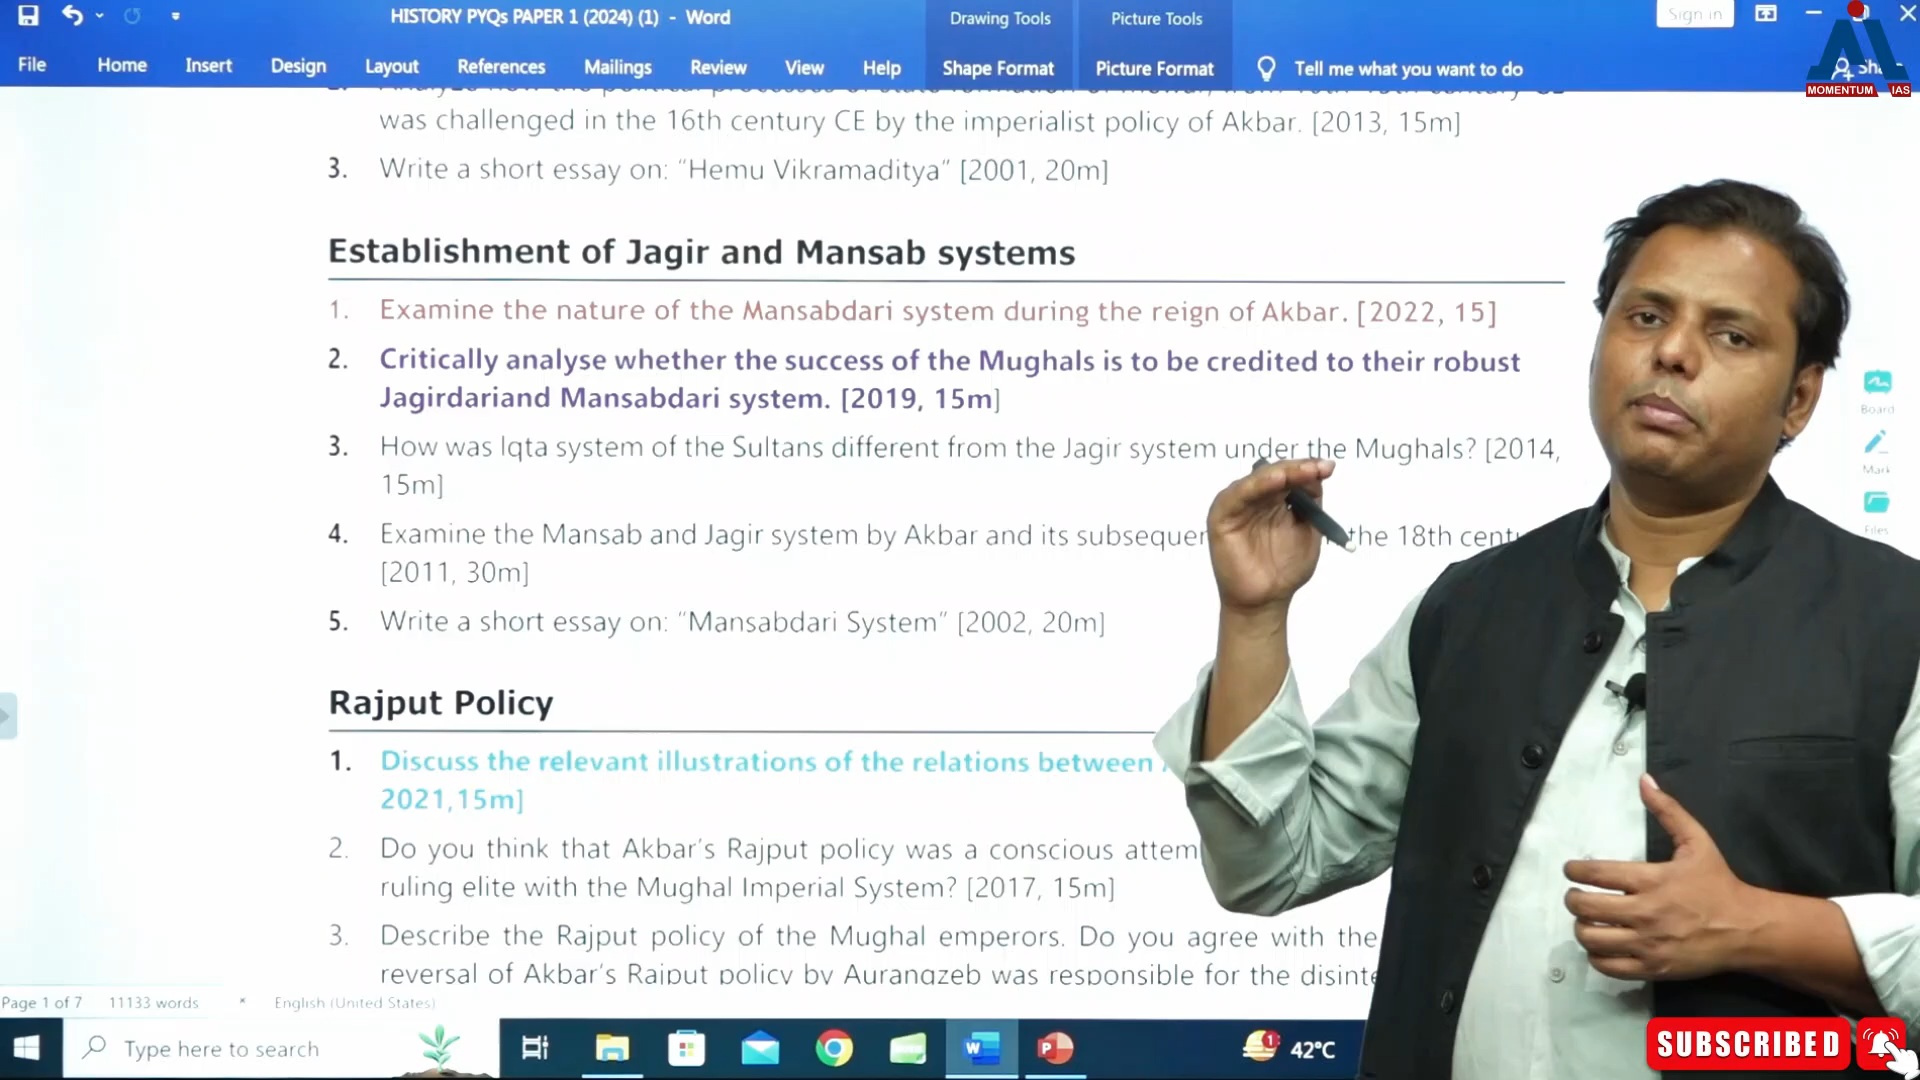 HISTORY PYQs PAPER 1 (2024) (1) - Word
Drawing Tools
Picture Tools
Sign in
File
Home
Insert
Design
Layout
References
Mailings
Review
View
Help
Shape Format
Picture Format
Tell me what you want to do
MOMENTUM IAS
was challenged in the 16th century CE by the imperialist policy of Akbar. [2013, 15m]
3. Write a short essay on: “Hemu Vikramaditya” [2001, 20m]
Establishment of Jagir and Mansab systems
1. Examine the nature of the Mansabdari system during the reign of Akbar. [2022, 15]
2. Critically analyse whether the success of the Mughals is to be credited to their robust
Jagirdariand Mansabdari system. [2019, 15m]
3. How was Iqta system of the Sultans different from the Jagir system under the Mughals? [2014,
15m]
4. Examine the Mansab and Jagir system by Akbar and its the 18th
[2011, 30m]
5. Write a short essay on: “Mansabdari System” [2002, 20m]
Rajput Policy
1. Discuss the relevant illustrations of the relations between
2021,15m]
2. Do you think that Akbar’s Rajput policy was a conscious
ruling elite with the Mughal Imperial System? [2017, 15m]
3. Describe the Rajput policy of the Mughal emperors. Do you agree with the
reversal of Akbar’s Rajput policy by Aurangzeb was responsible for the
Board
Mark
Files
Page 1 of 7
11133 words
English (United States)
Type here to search
1
42°C
SUBSCRIBED